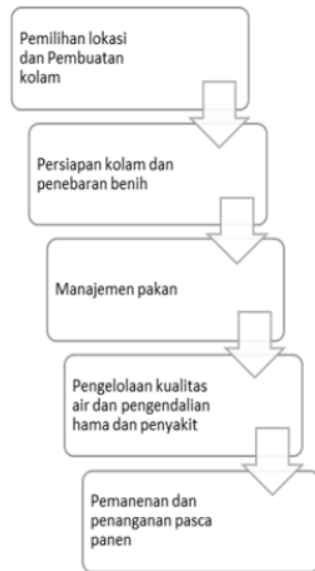 Pemilihan lokasi
dan Pembuatan
kolam
Persiapan kolam dan
penebaran benih
Manajemen pakan
Pengelolaan kualitas
air dan pengendalian
hama dan penyakit
Pemanenan dan
penanganan pasca
panen